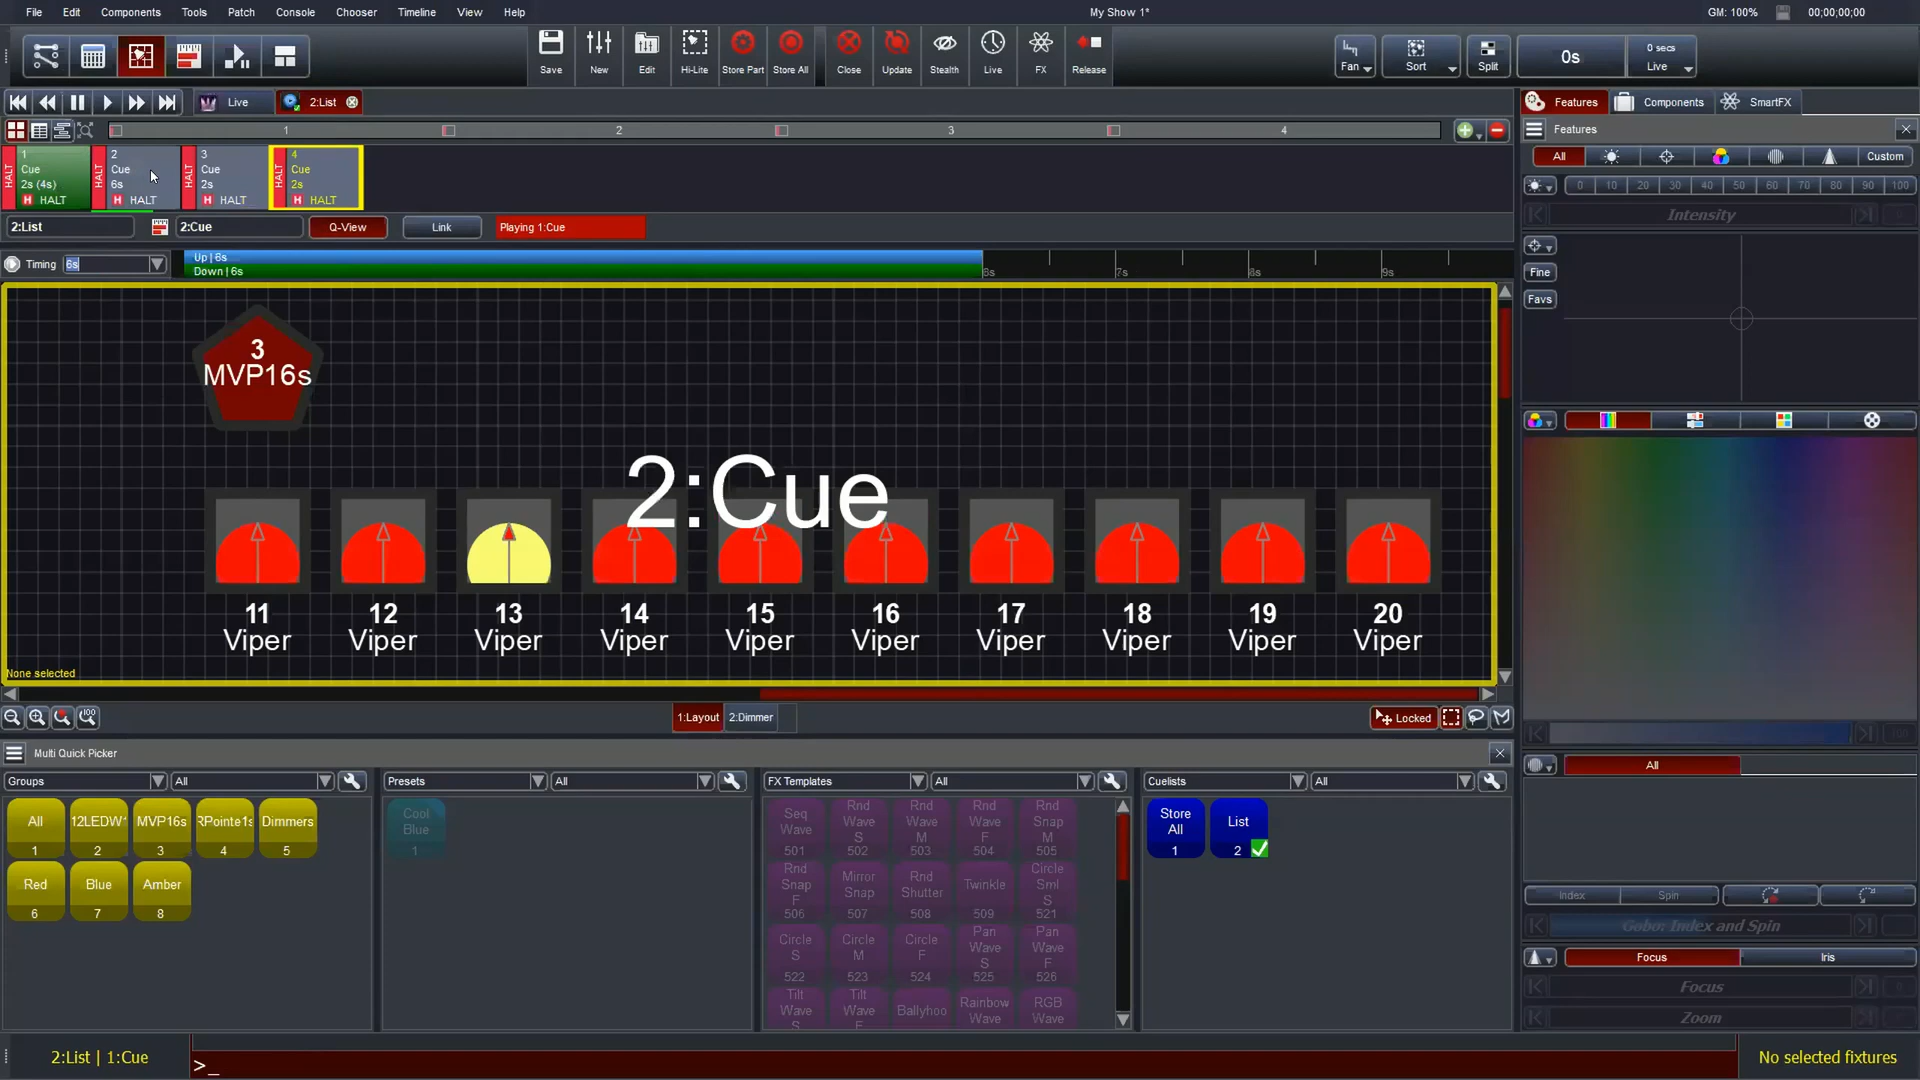 File Edit Components Tools Patch Console Chooser Timeline View Help My Show 1* GM: 100% 00;00;00;00
Save New Edit Hi-Lite Store Part Store All Close Update Stealth Live FX Release Fan Sort Split 0s 0 secs Live
Live 2:List Features Components SmartFX
1 2 3 4 Features
HALT 1 Cue 2s (4s) H HALT
HALT 2 Cue 6s H HALT
HALT 3 Cue 2s H HALT
HALT 4 Cue 2s H HALT
All Custom
0 10 20 30 40 50 60 70 80 90 100
Intensity
2:List 2:Cue Q-View Link Playing 1:Cue
Timing 6s Up | 6s
Down | 6s 6s 7s 8s 9s
Fine
Favs
3
MVP16s
2:Cue
11 12 13 14 15 16 17 18 19 20
Viper Viper Viper Viper Viper Viper Viper Viper Viper Viper
None selected
100 1:Layout 2:Dimmer Locked
Multi Quick Picker
Groups All Presets All FX Templates All Cuelists All
All 1
12LEDW* 2
MVP16s 3
RPointe1s 4
Dimmers 5
Red 6
Blue 7
Amber 8
Cool Blue 1
Seq Wave 501
Rnd Wave S 502
Rnd Wave M 503
Rnd Wave F 504
Rnd Snap M 505
Rnd Snap F 506
Mirror Snap 507
Rnd Shutter 508
Twinkle 509
Circle Sml S 521
Circle S 522
Circle M 523
Circle F 524
Pan Wave S 525
Pan Wave F 526
Tilt Wave S
Tilt Wave F
Ballyhoo
Rainbow Wave
RGB Wave
Store All 1
List 2
All
Index Spin
Gobo: Index and Spin
Focus Iris
Focus
Zoom
2:List | 1:Cue >_ No selected fixtures